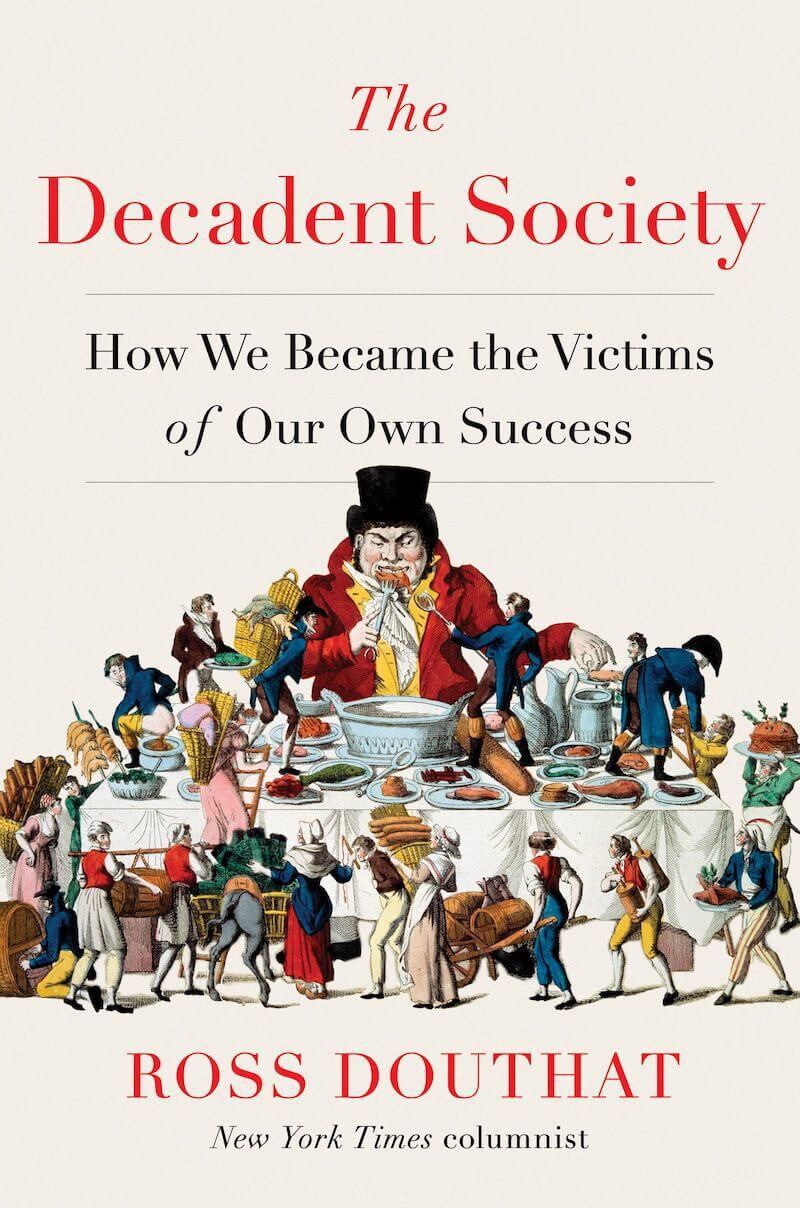 The
Decadent Society
How We Became the Victims
of Our Own Success
ROSS DOUTHAT
New York Times columnist